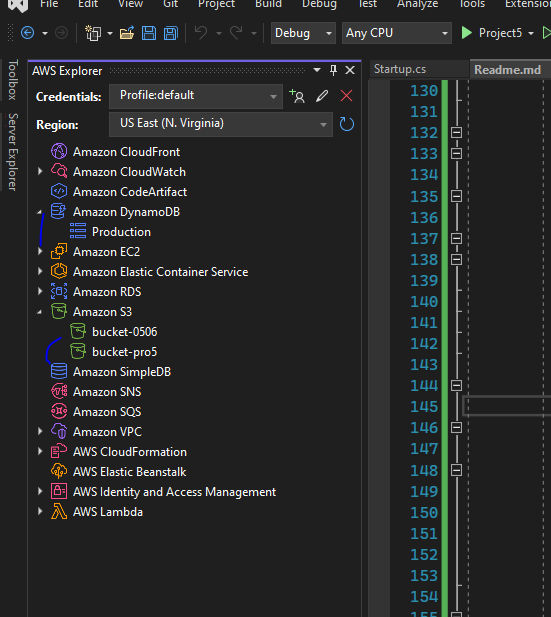 File Edit View Git Project Build Debug Test Analyze Tools Extension
Debug Any CPU Project5
Toolbox
Server Explorer
AWS Explorer
Credentials: Profile:default
Region: US East (N. Virginia)
Amazon CloudFront
Amazon CloudWatch
Amazon CodeArtifact
Amazon DynamoDB
Production
Amazon EC2
Amazon Elastic Container Service
Amazon RDS
Amazon S3
bucket-0506
bucket-pro5
Amazon SimpleDB
Amazon SNS
Amazon SQS
Amazon VPC
AWS CloudFormation
AWS Elastic Beanstalk
AWS Identity and Access Management
AWS Lambda
Startup.cs Readme.md
130
131
132
133
134
135
136
137
138
139
140
141
142
143
144
145
146
147
148
149
150
151
152
153
154
155